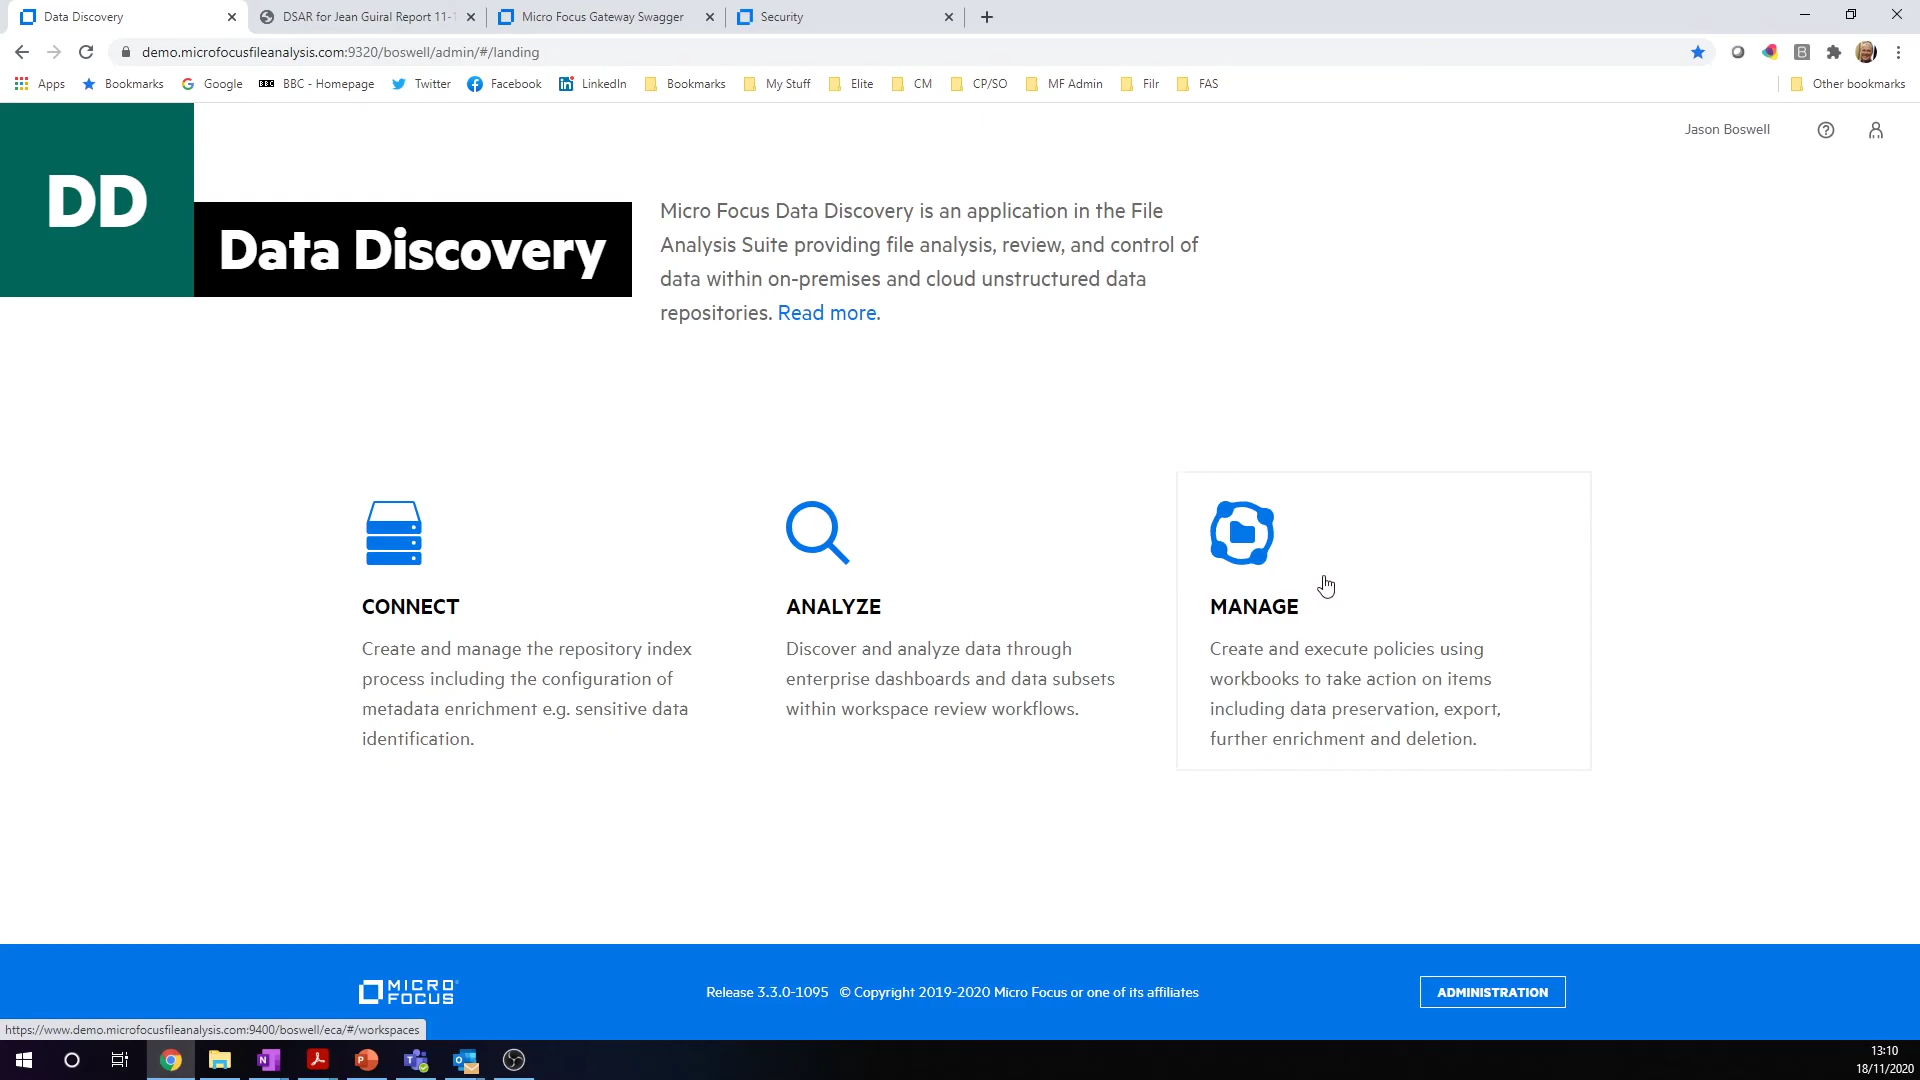 Data Discovery
DSAR for Jean Guiral Report 11-1
Micro Focus Gateway Swagger
Security
demo.microfocusfileanalysis.com:9320/boswell/admin/#/landing
Apps
Bookmarks
Google
BBC - Homepage
Twitter
Facebook
LinkedIn
Bookmarks
My Stuff
Elite
CM
CP/SO
MF Admin
Filr
FAS
Other bookmarks
Jason Boswell
DD
Data Discovery
Micro Focus Data Discovery is an application in the File
Analysis Suite providing file analysis, review, and control of
data within on-premises and cloud unstructured data
repositories. Read more.
CONNECT
Create and manage the repository index
process including the configuration of
metadata enrichment e.g. sensitive data
identification.
ANALYZE
Discover and analyze data through
enterprise dashboards and data subsets
within workspace review workflows.
MANAGE
Create and execute policies using
workbooks to take action on items
including data preservation, export,
further enrichment and deletion.
MICRO
FOCUS
Release 3.3.0-1095 © Copyright 2019-2020 Micro Focus or one of its affiliates
ADMINISTRATION
https://www.demo.microfocusfileanalysis.com:9400/boswell/eca/#/workspaces
13:10
18/11/2020